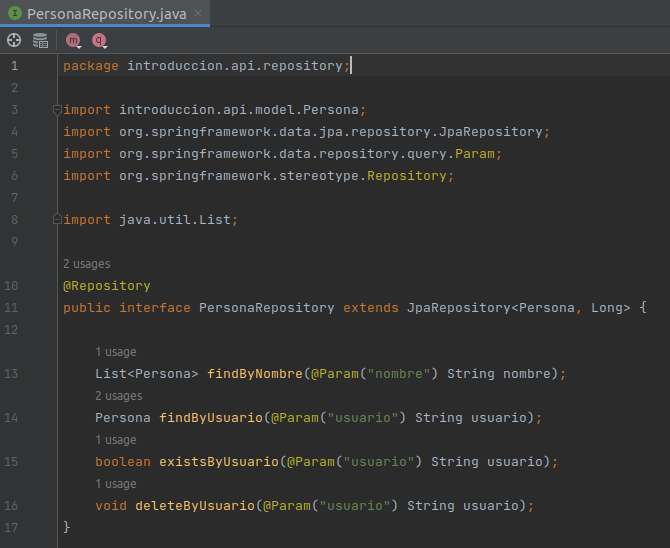 PersonaRepository.java
1 package introduccion.api.repository;
2
3 import introduccion.api.model.Persona;
4 import org.springframework.data.jpa.repository.JpaRepository;
5 import org.springframework.data.repository.query.Param;
6 import org.springframework.stereotype.Repository;
7
8 import java.util.List;
9
2 usages
10 @Repository
11 public interface PersonaRepository extends JpaRepository<Persona, Long> {
12
1 usage
13 List<Persona> findByNombre(@Param("nombre") String nombre);
2 usages
14 Persona findByUsuario(@Param("usuario") String usuario);
1 usage
15 boolean existsByUsuario(@Param("usuario") String usuario);
1 usage
16 void deleteByUsuario(@Param("usuario") String usuario);
17 }